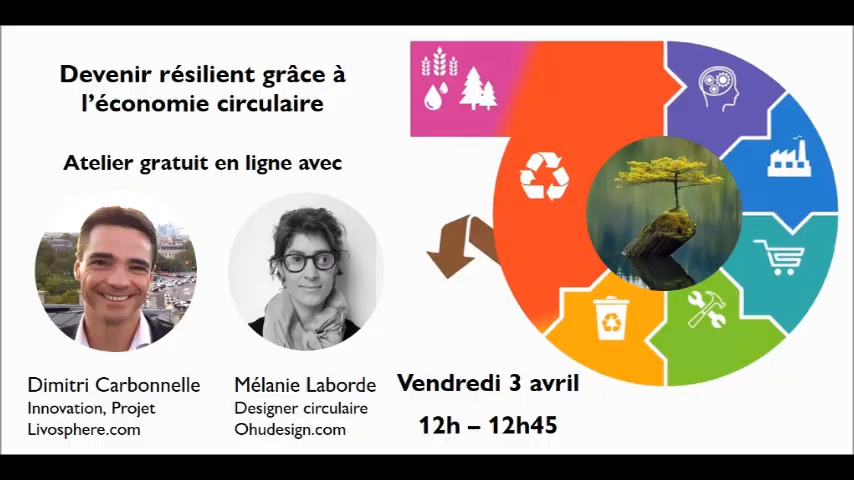 Devenir résilient grâce à
l'économie circulaire
Atelier gratuit en ligne avec
Dimitri Carbonnelle
Innovation, Projet
Livosphere.com
Mélanie Laborde
Designer circulaire
Ohudesign.com
Vendredi 3 avril
12h – 12h45